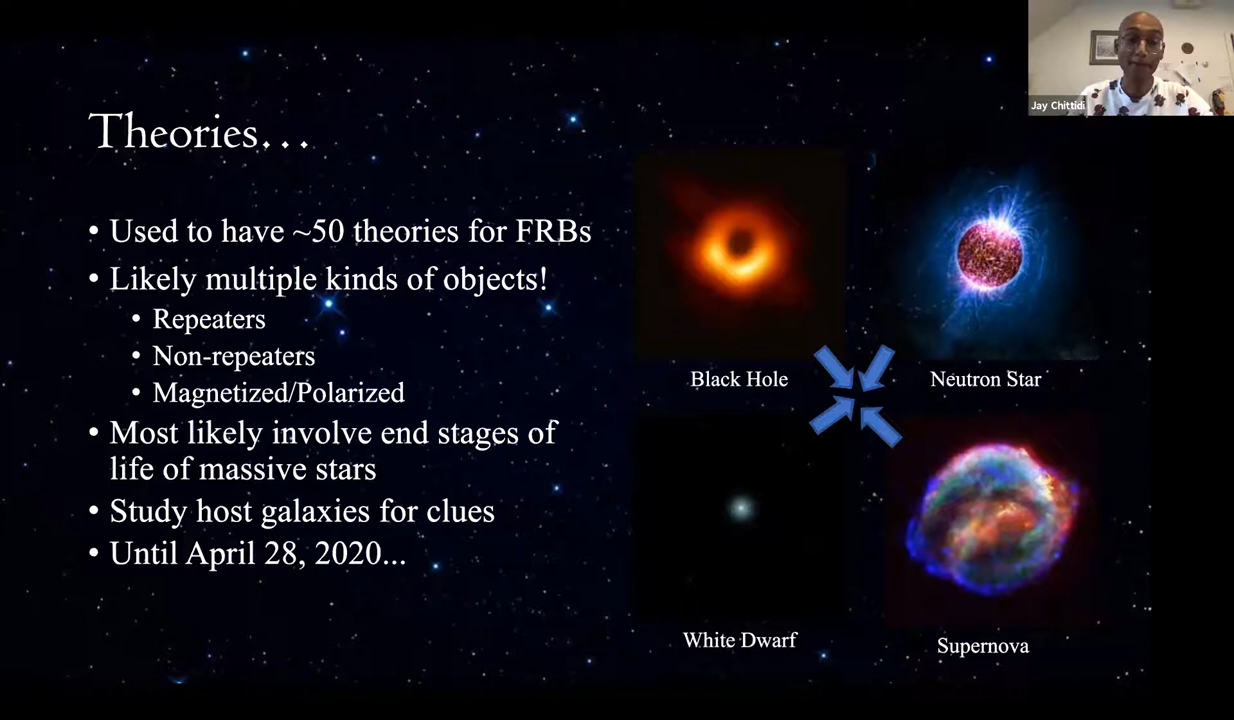 Jay Chittidi
Theories…
• Used to have ~50 theories for FRBs
• Likely multiple kinds of objects!
• Repeaters
• Non-repeaters
• Magnetized/Polarized
• Most likely involve end stages of
life of massive stars
• Study host galaxies for clues
• Until April 28, 2020...
Black Hole
Neutron Star
White Dwarf
Supernova